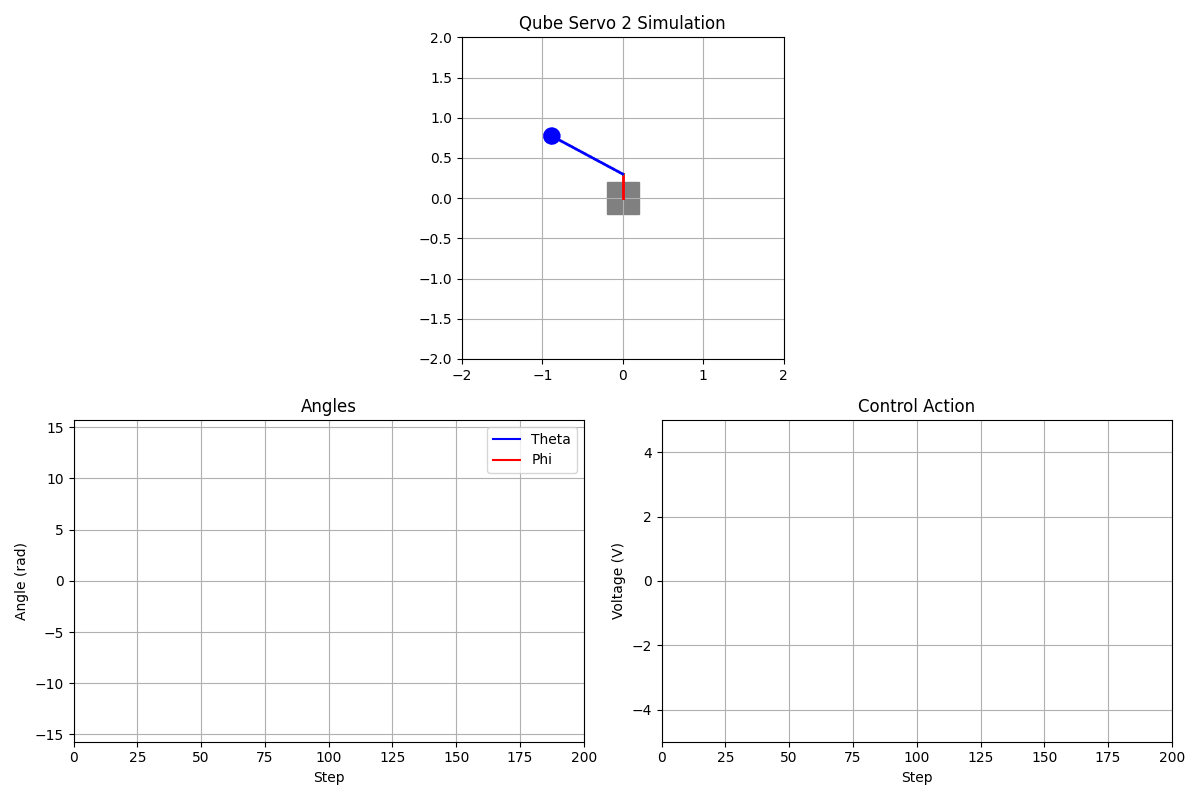 Qube Servo 2 Simulation
2.0
1.5
1.0
0.5
0.0
−0.5
−1.0
−1.5
−2.0
−2 −1 0 1 2
Angles
Theta
Phi
15
10
5
0
−5
−10
−15
Angle (rad)
0 25 50 75 100 125 150 175 200
Step
Control Action
4
2
0
−2
−4
Voltage (V)
0 25 50 75 100 125 150 175 200
Step